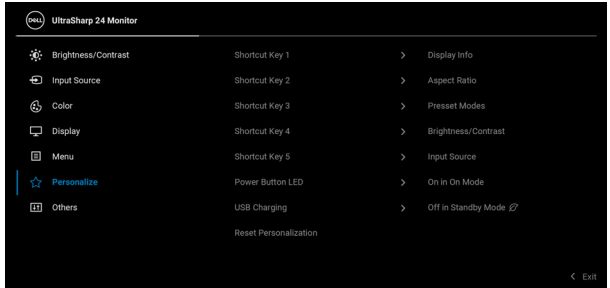 DELL UltraSharp 24 Monitor
Brightness/Contrast Shortcut Key 1 > Display Info
Input Source Shortcut Key 2 > Aspect Ratio
Color Shortcut Key 3 > Presset Modes
Display Shortcut Key 4 > Brightness/Contrast
Menu Shortcut Key 5 > Input Source
Personalize Power Button LED > On in On Mode
Others USB Charging > Off in Standby Mode
Reset Personalization
< Exit